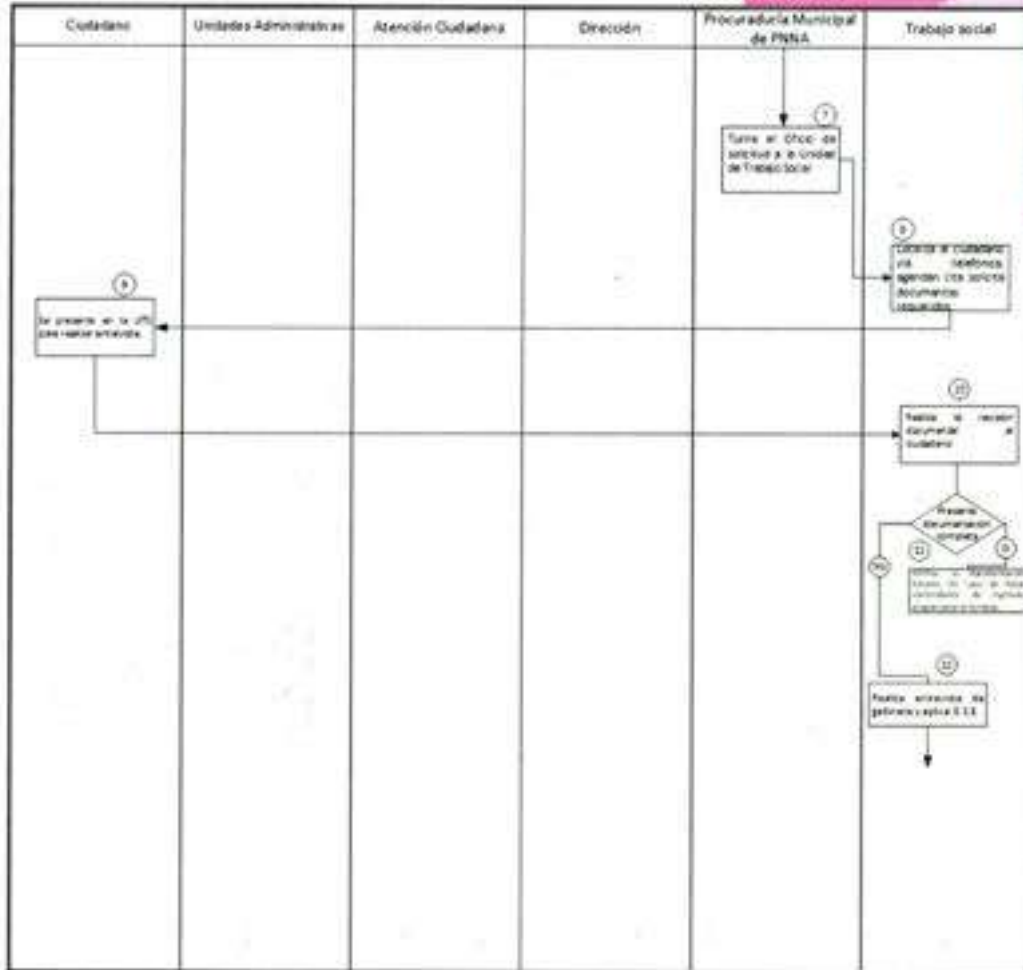 Ciudadano
Unidades Administrativas
Atención Ciudadana
Dirección
Procuraduría Municipal
de PNNA
Trabajo social
7
Turna el Oficio de
solicitud a la Unidad
de Trabajo Social
8
Localiza al ciudadano
vía telefónica,
agendan cita solicita
documentos
requeridos
9
Se presenta en la UTS
para realizar entrevista.
10
Realiza la revisión
documental al
ciudadano
Presenta
documentación
completa
11
12
Realiza entrevista de
gabinete y aplica E.S.E